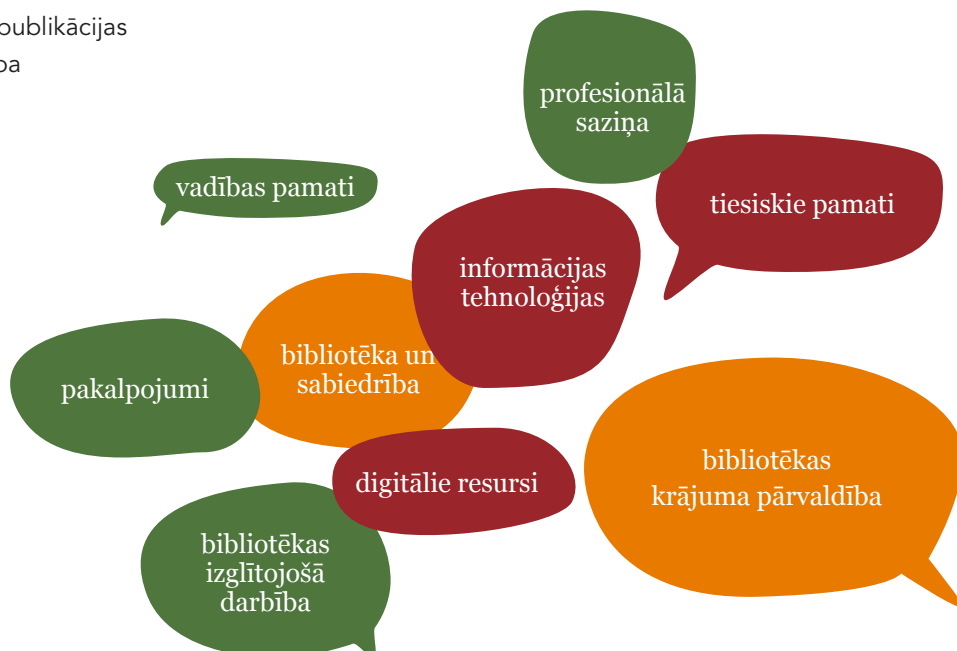 publikācijas
profesionālā
saziņa
vadības pamati
tiesiskie pamati
informācijas
tehnoloģijas
bibliotēka un
sabiedrība
pakalpojumi
bibliotēkas
krājuma pārvaldība
digitālie resursi
bibliotēkas
izglītojošā
darbība